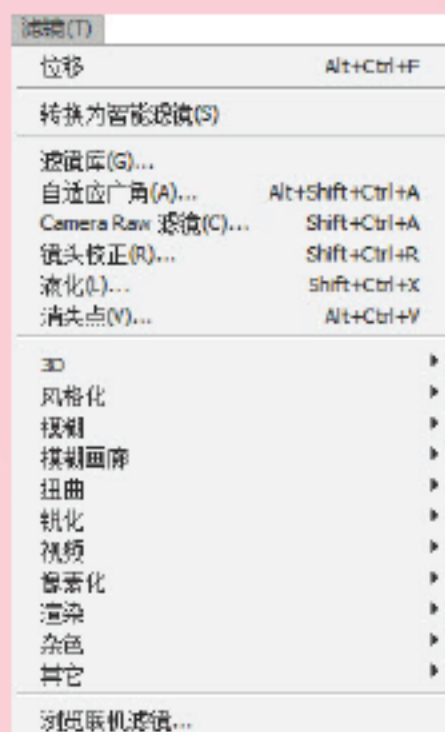 滤镜(T)
位移 Alt+Ctrl+F
转换为智能滤镜(S)
滤镜库(G)...
自适应广角(A)... Alt+Shift+Ctrl+A
Camera Raw 滤镜(C)... Shift+Ctrl+A
镜头校正(R)... Shift+Ctrl+R
液化(L)... Shift+Ctrl+X
消失点(V)... Alt+Ctrl+V
3D
风格化
模糊
模糊画廊
扭曲
锐化
视频
像素化
渲染
杂色
其它
浏览联机滤镜...